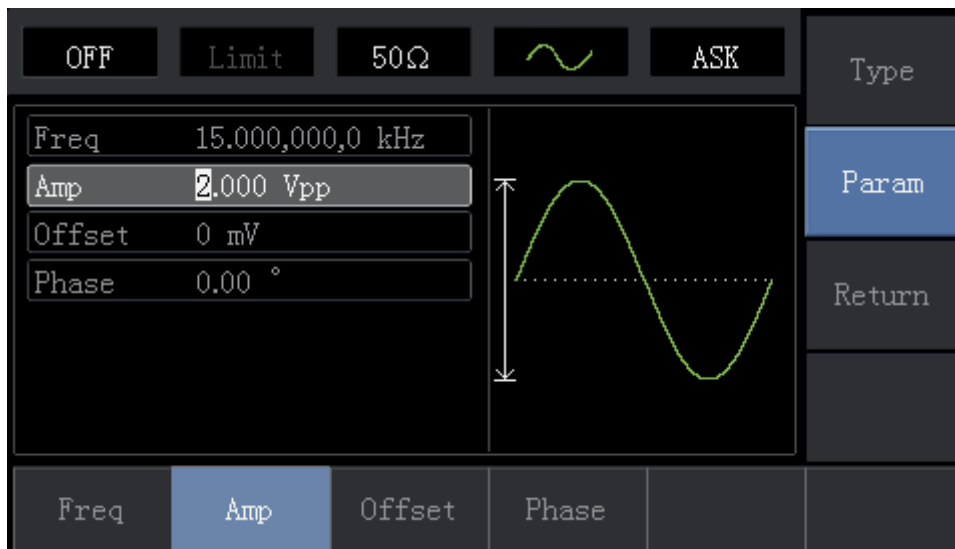 OFF Limit 50Ω ASK
Type
Freq 15.000,000,0 kHz
Amp 2.000 Vpp
Param
Offset 0 mV
Phase 0.00 °
Return
Freq Amp Offset Phase